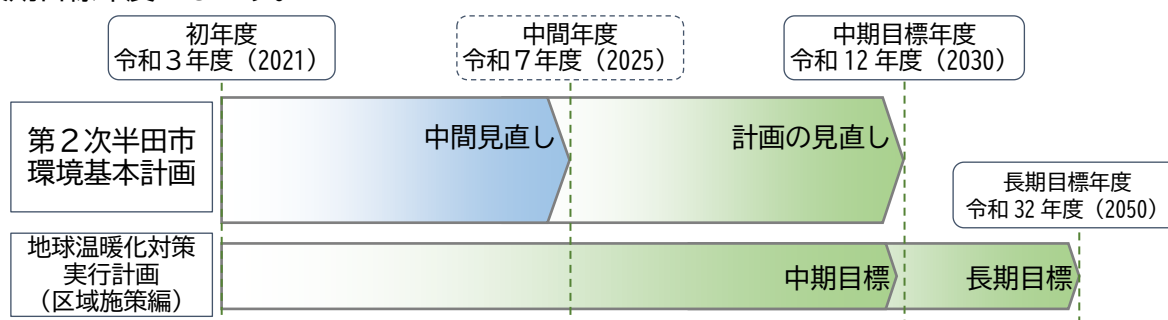 初年度
令和３年度（2021）
中間年度
令和７年度（2025）
中期目標年度
令和 12 年度（2030）
第２次半田市
環境基本計画
中間見直し
計画の見直し
長期目標年度
令和 32 年度（2050）
地球温暖化対策
実行計画
（区域施策編）
中期目標
長期目標